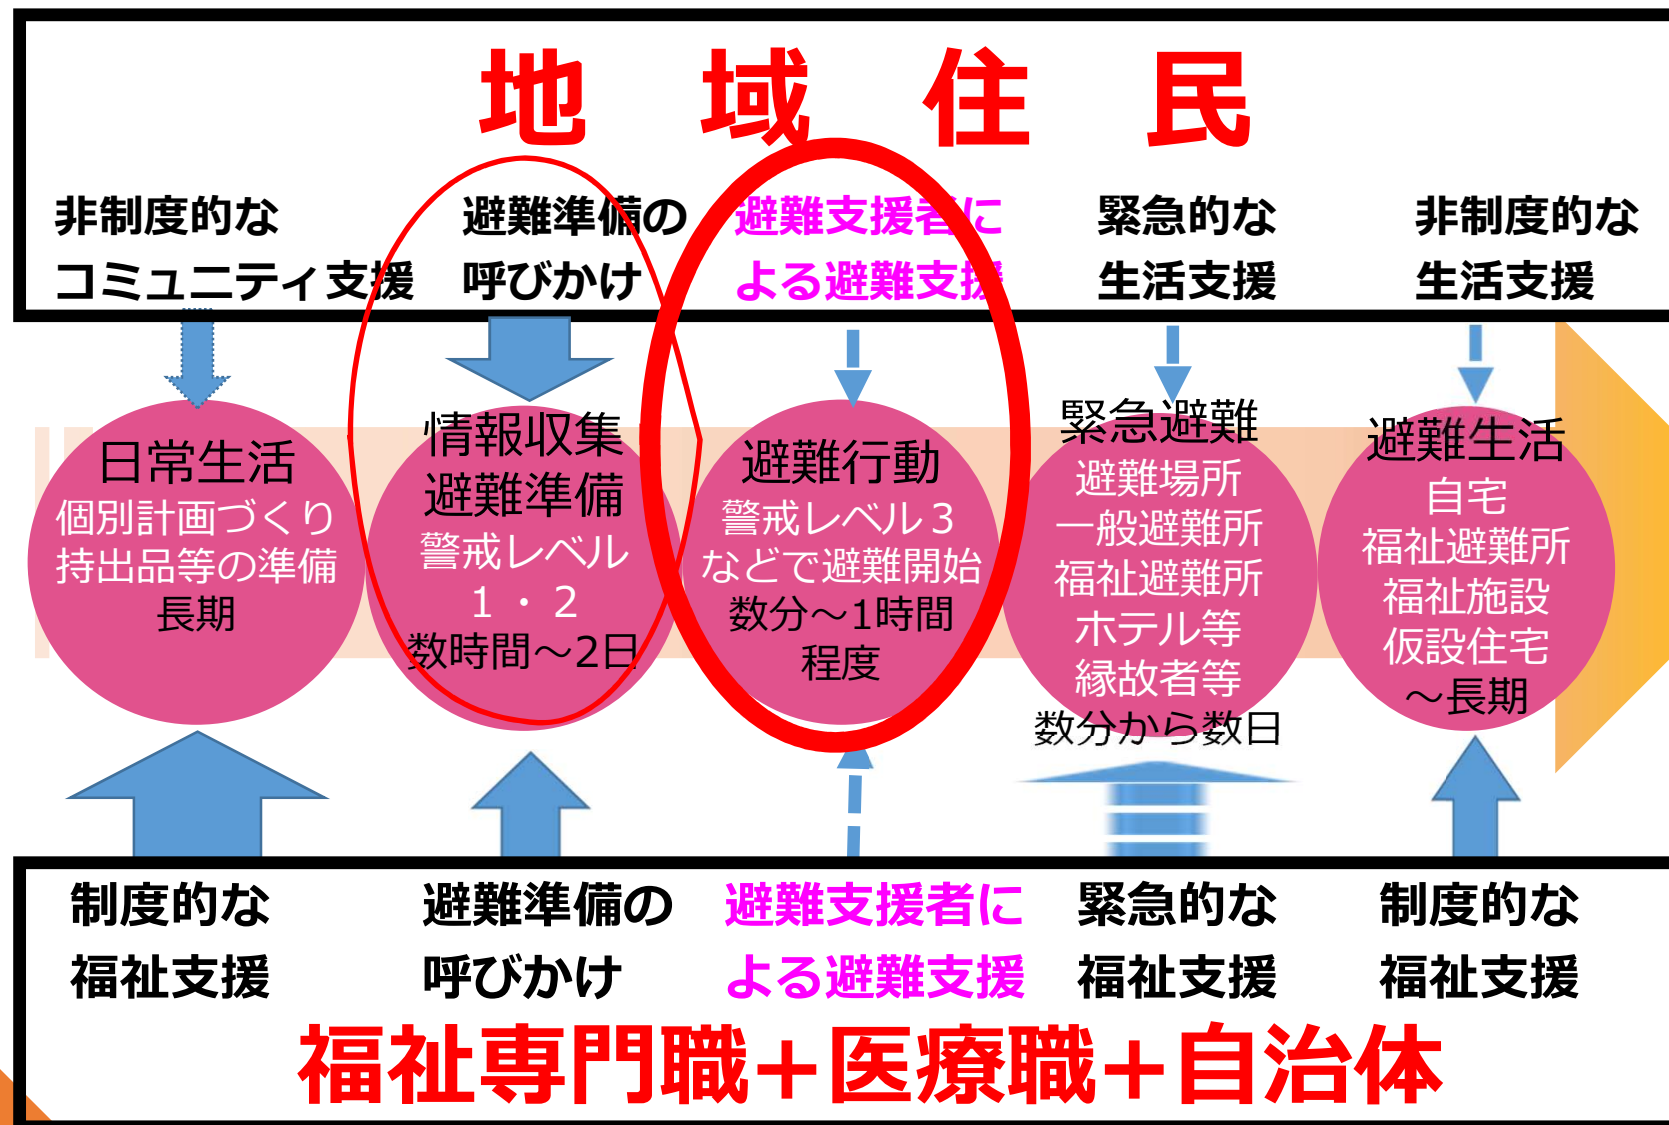 地域住民
非制度的な
コミュニティ支援
避難準備の
呼びかけ
避難支援者に
よる避難支援
緊急的な
生活支援
非制度的な
生活支援
日常生活
個別計画づくり
持出品等の準備
長期
情報収集
避難準備
警戒レベル
１・２
数時間～2日
避難行動
警戒レベル３
などで避難開始
数分～1時間
程度
緊急避難
避難場所
一般避難所
福祉避難所
ホテル等
縁故者等
数分から数日
避難生活
自宅
福祉避難所
福祉施設
仮設住宅
～長期
制度的な
福祉支援
避難準備の
呼びかけ
避難支援者に
よる避難支援
緊急的な
福祉支援
制度的な
福祉支援
福祉専門職＋医療職＋自治体